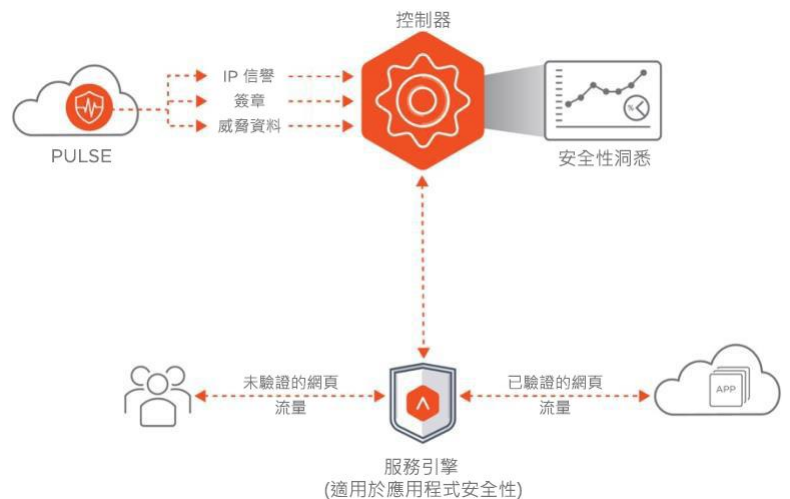 控制器
IP 信譽
簽章
威脅資料
PULSE
%
安全性洞悉
未驗證的網頁
流量
已驗證的網頁
流量
APP
服務引擎
(適用於應用程式安全性)